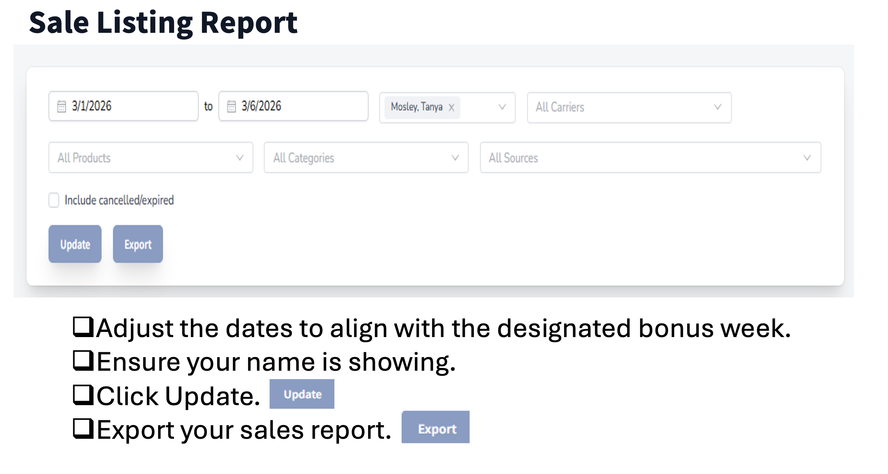 Sale Listing Report
3/1/2026 to 3/6/2026 Mosley, Tanya x All Carriers
All Products All Categories All Sources
Include cancelled/expired
Update Export
❑Adjust the dates to align with the designated bonus week.
❑Ensure your name is showing.
❑Click Update. Update
❑Export your sales report. Export